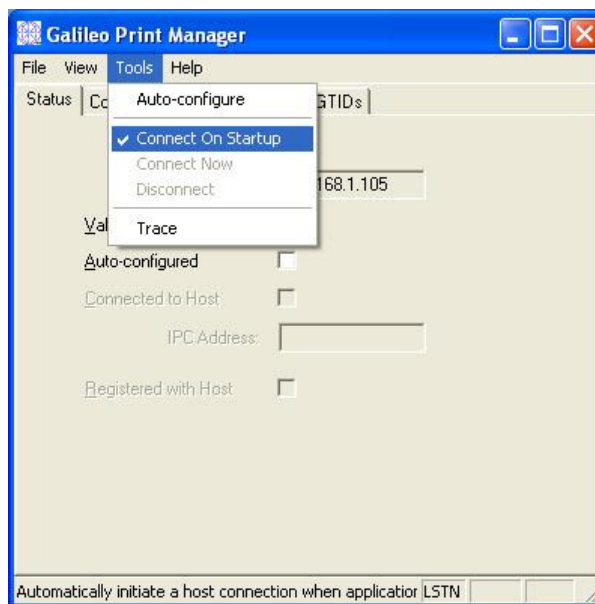 Galileo Print Manager
File View Tools Help
Status Co GTIDs
Auto-configure
Connect On Startup
Connect Now
Disconnect
Trace
168.1.105
Val
Auto-configured
Connected to Host
IPC Address:
Registered with Host
Automatically initiate a host connection when application LSTN